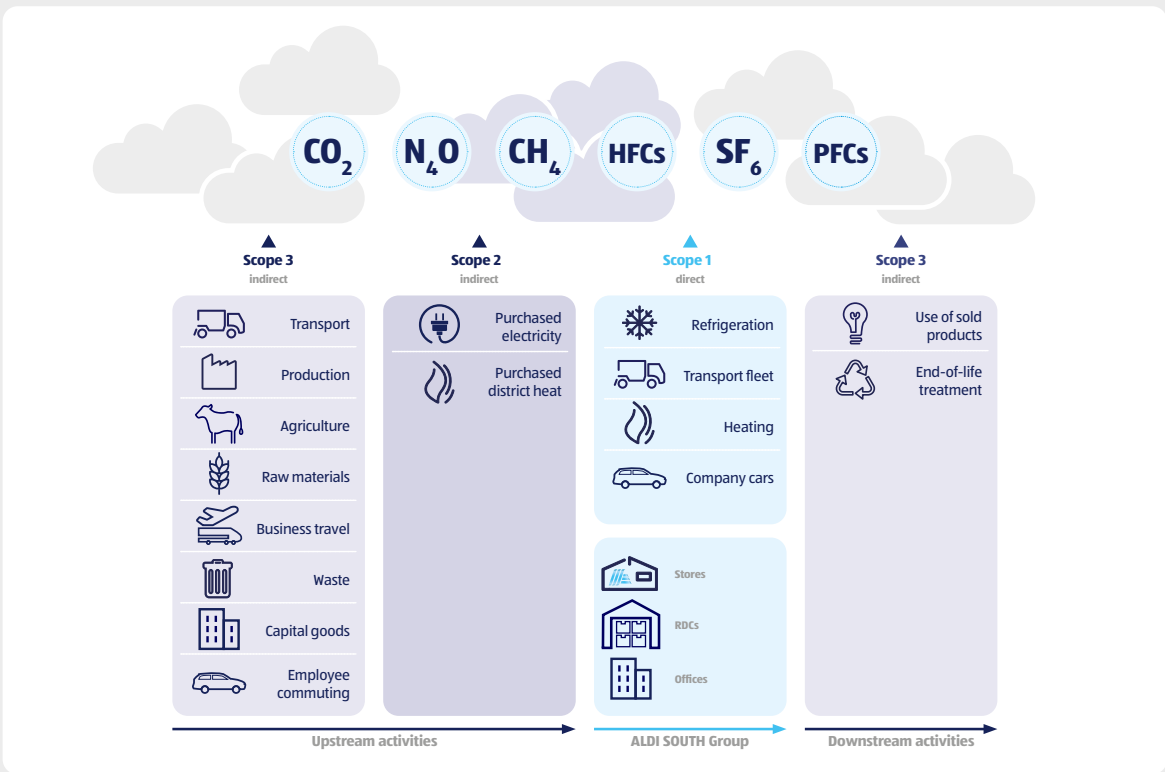 CO2
N4O
CH4
HFCs
SF6
PFCs
Scope 3
indirect
Scope 2
indirect
Scope 1
direct
Scope 3
indirect
Transport
Production
Agriculture
Raw materials
Business travel
Waste
Capital goods
Employee
commuting
Purchased
electricity
Purchased
district heat
Refrigeration
Transport fleet
Heating
Company cars
Stores
RDCs
Offices
Use of sold
products
End-of-life
treatment
Upstream activities
ALDI SOUTH Group
Downstream activities